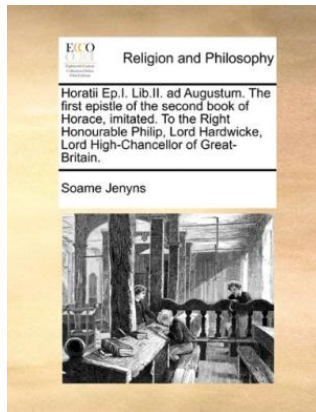 ECCO
Religion and Philosophy
Horatii Ep.I. Lib.II. ad Augustum. The
first epistle of the second book of
Horace, imitated. To the Right
Honourable Philip, Lord Hardwicke,
Lord High-Chancellor of Great-
Britain.
Soame Jenyns